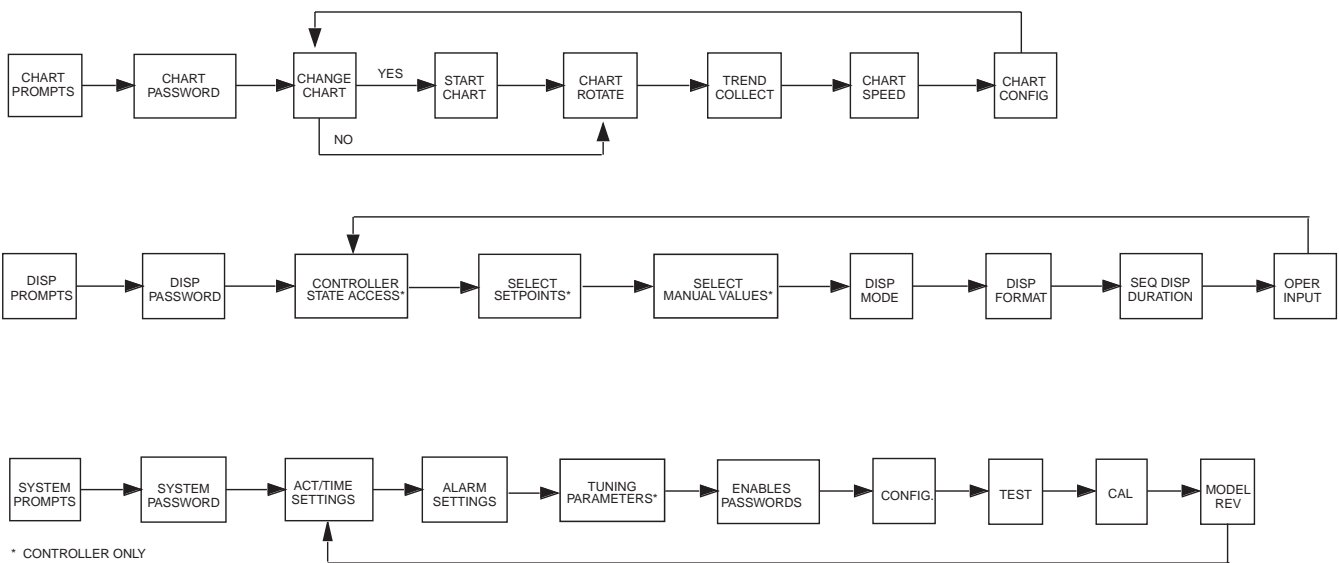 CHART
PROMPTS
CHART
PASSWORD
CHANGE
CHART
YES
NO
START
CHART
CHART
ROTATE
TREND
COLLECT
CHART
SPEED
CHART
CONFIG
DISP
PROMPTS
DISP
PASSWORD
CONTROLLER
STATE ACCESS*
SELECT
SETPOINTS*
SELECT
MANUAL VALUES*
DISP
MODE
DISP
FORMAT
SEQ DISP
DURATION
OPER
INPUT
SYSTEM
PROMPTS
SYSTEM
PASSWORD
ACT/TIME
SETTINGS
ALARM
SETTINGS
TUNING
PARAMETERS*
ENABLES
PASSWORDS
CONFIG.
TEST
CAL
MODEL
REV
* CONTROLLER ONLY